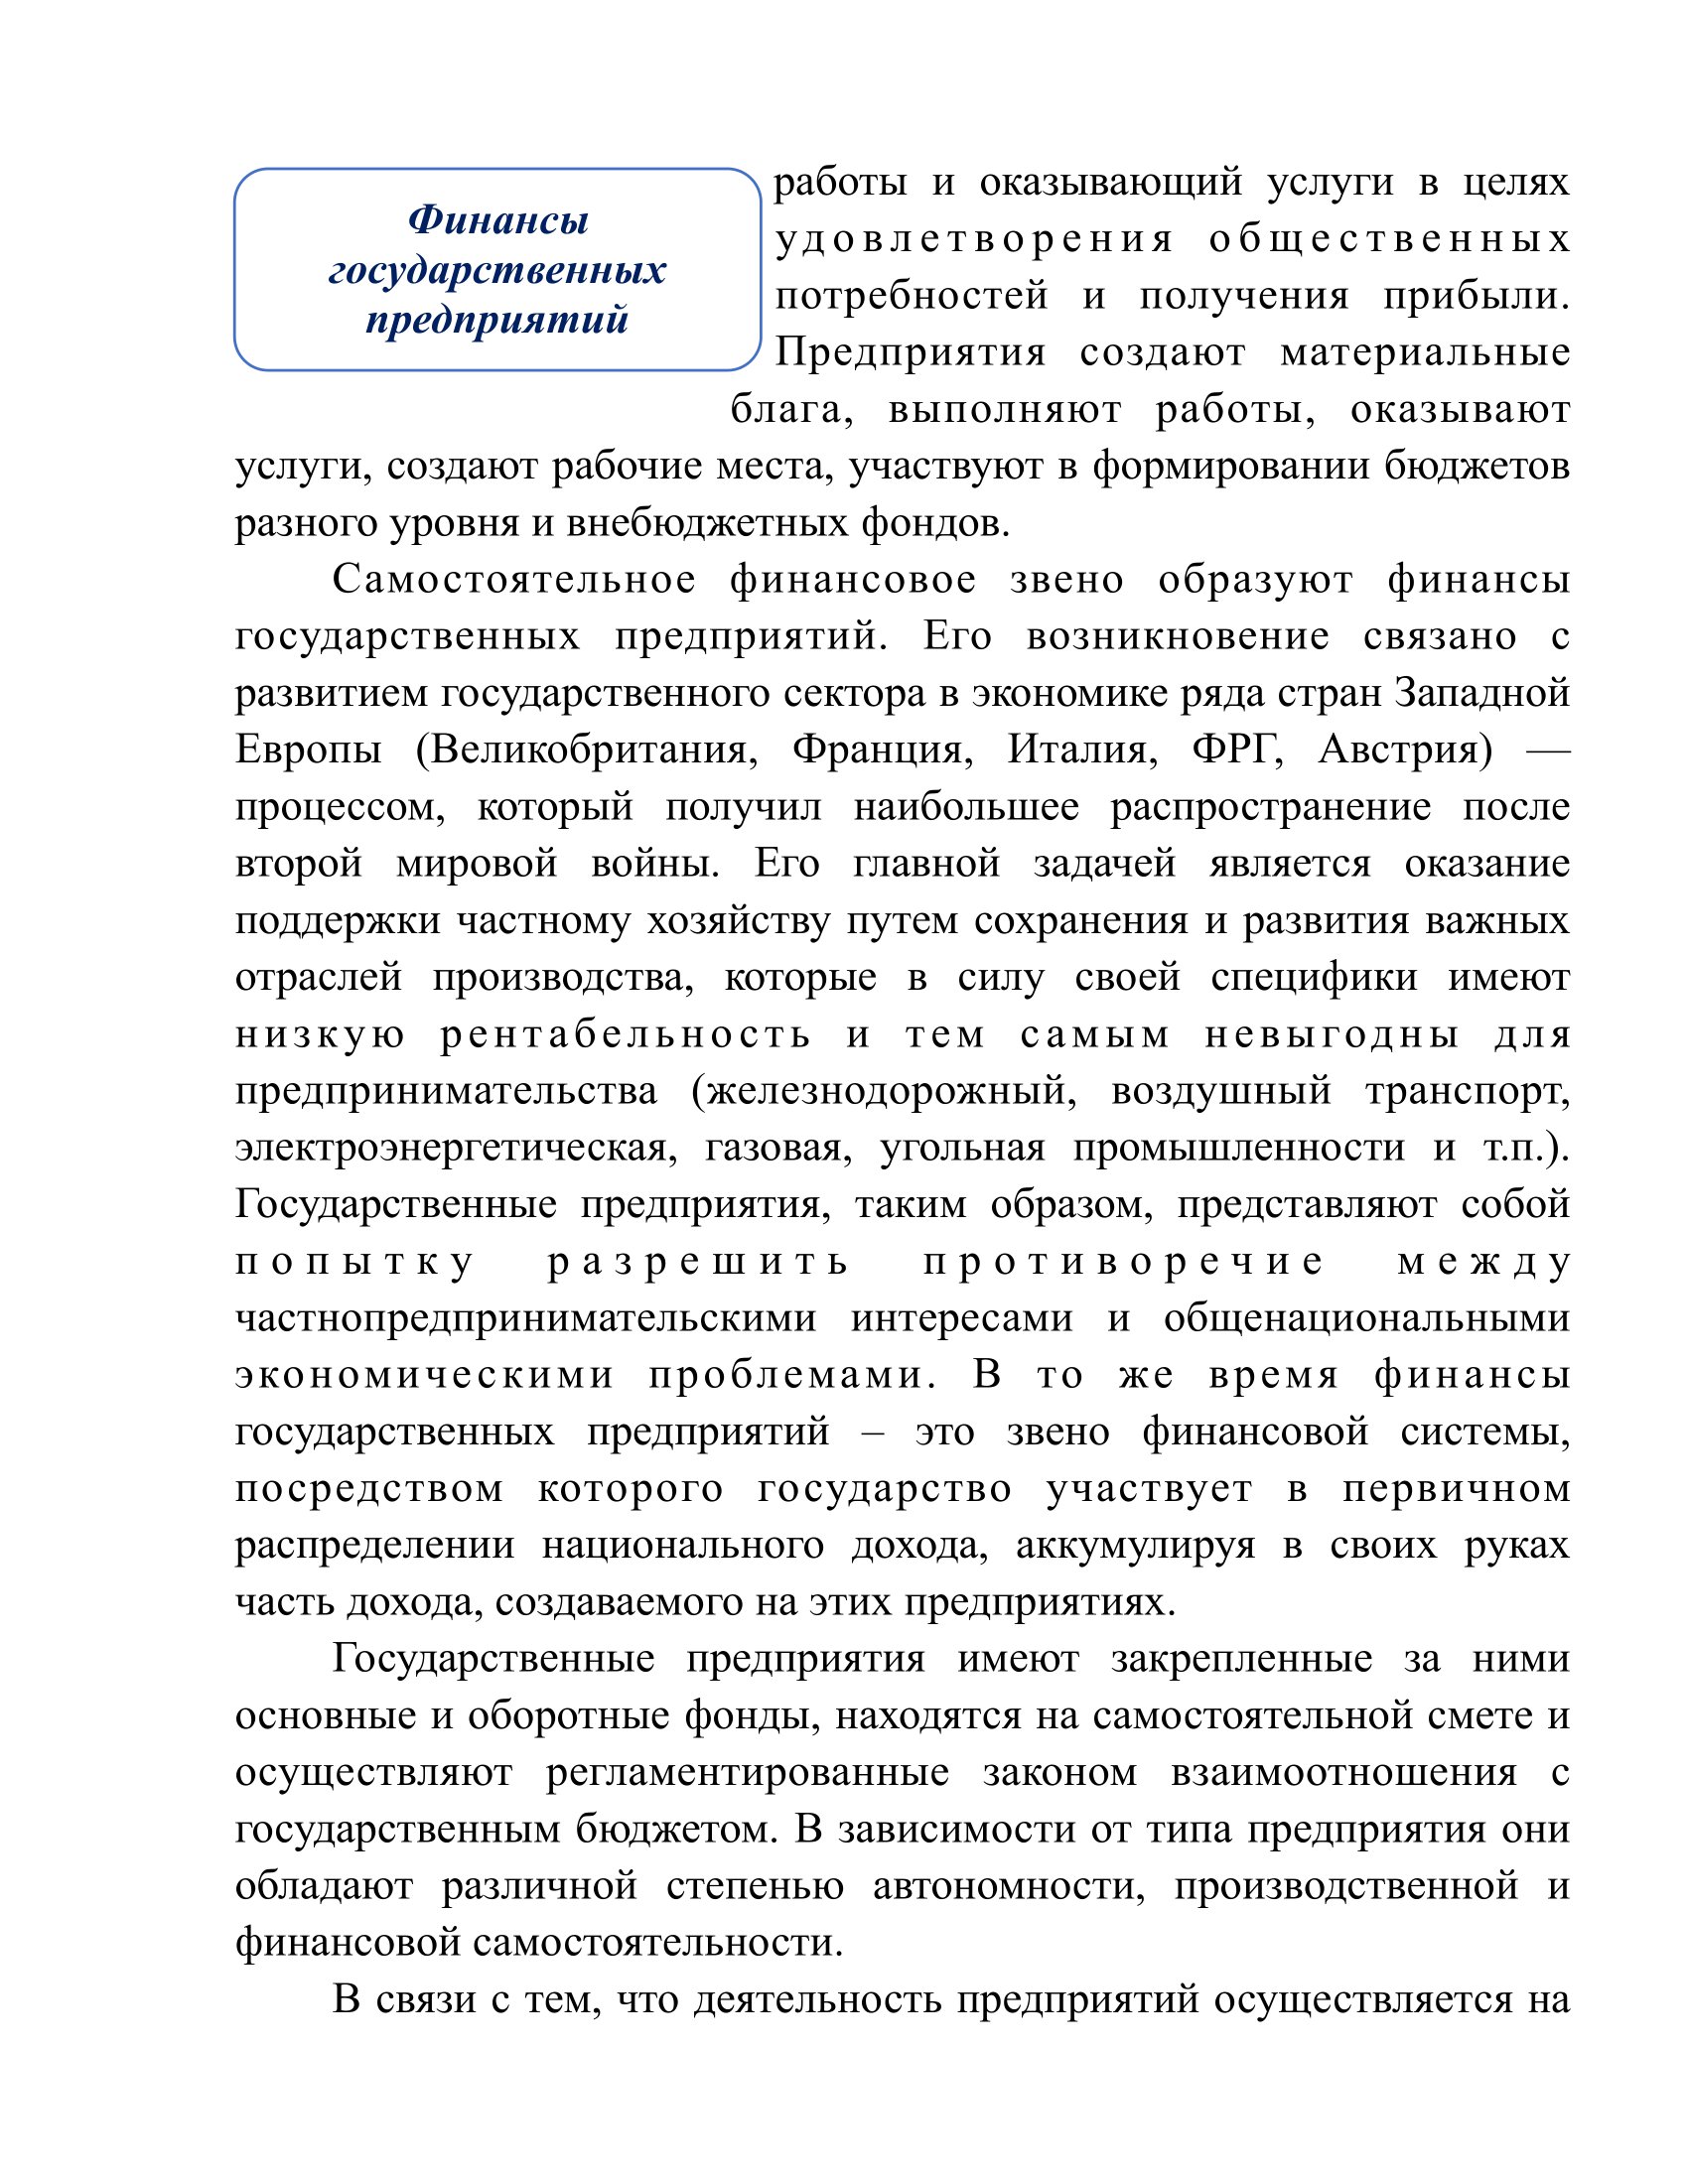 Финансы
государственных
предприятий
работы и оказывающий услуги в целях
удовлетворения общественных
потребностей и получения прибыли.
Предприятия создают материальные
блага, выполняют работы, оказывают
услуги, создают рабочие места, участвуют в формировании бюджетов
разного уровня и внебюджетных фондов.
Самостоятельное финансовое звено образуют финансы
государственных предприятий. Его возникновение связано с
развитием государственного сектора в экономике ряда стран Западной
Европы (Великобритания, Франция, Италия, ФРГ, Австрия) —
процессом, который получил наибольшее распространение после
второй мировой войны. Его главной задачей является оказание
поддержки частному хозяйству путем сохранения и развития важных
отраслей производства, которые в силу своей специфики имеют
низкую рентабельность и тем самым невыгодны для
предпринимательства (железнодорожный, воздушный транспорт,
электроэнергетическая, газовая, угольная промышленности и т.п.).
Государственные предприятия, таким образом, представляют собой
попытку разрешить противоречие между
частнопредпринимательскими интересами и общенациональными
экономическими проблемами. В то же время финансы
государственных предприятий – это звено финансовой системы,
посредством которого государство участвует в первичном
распределении национального дохода, аккумулируя в своих руках
часть дохода, создаваемого на этих предприятиях.
Государственные предприятия имеют закрепленные за ними
основные и оборотные фонды, находятся на самостоятельной смете и
осуществляют регламентированные законом взаимоотношения с
государственным бюджетом. В зависимости от типа предприятия они
обладают различной степенью автономности, производственной и
финансовой самостоятельности.
В связи с тем, что деятельность предприятий осуществляется на